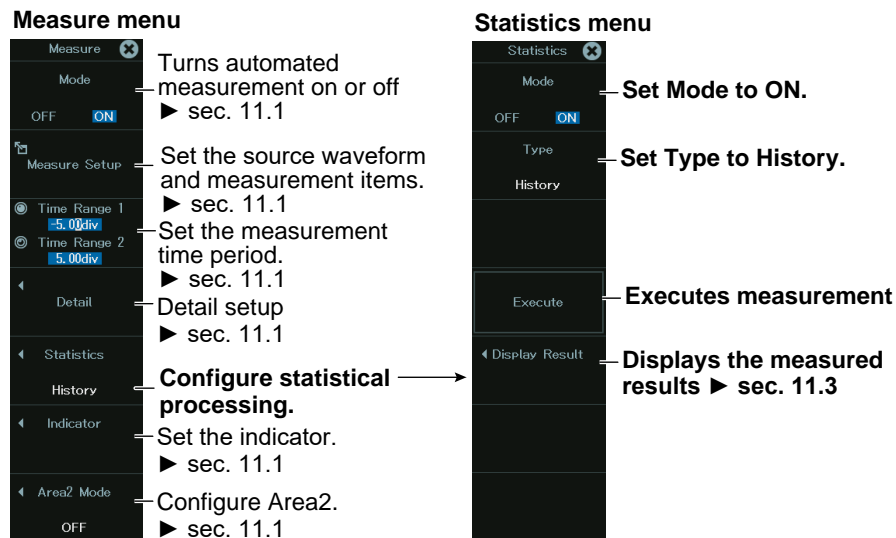 Measure menu
Measure
Mode
OFF ON
Turns automated
measurement on or off
► sec. 11.1
Measure Setup
Set the source waveform
and measurement items.
► sec. 11.1
Time Range 1
-5.00div
Time Range 2
5.00div
Set the measurement
time period.
► sec. 11.1
Detail
Detail setup
► sec. 11.1
Statistics
History
Configure statistical
processing.
Indicator
Set the indicator.
► sec. 11.1
Area2 Mode
OFF
Configure Area2.
► sec. 11.1
Statistics menu
Statistics
Mode
OFF ON
Set Mode to ON.
Type
History
Set Type to History.
Execute
Executes measurement
Display Result
Displays the measured
results ► sec. 11.3